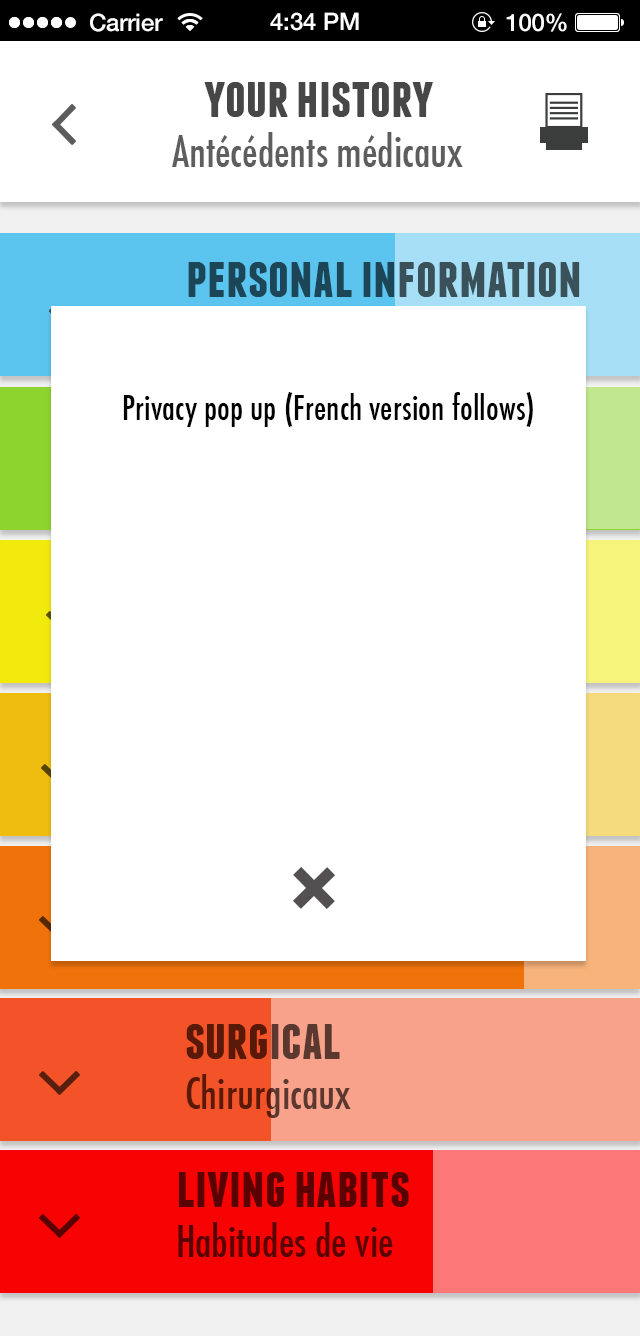 Carrier 4:34 PM 100%
YOUR HISTORY
Antécédents médicaux
PERSONAL INFORMATION
Privacy pop up (French version follows)
SURGICAL
Chirurgicaux
LIVING HABITS
Habitudes de vie